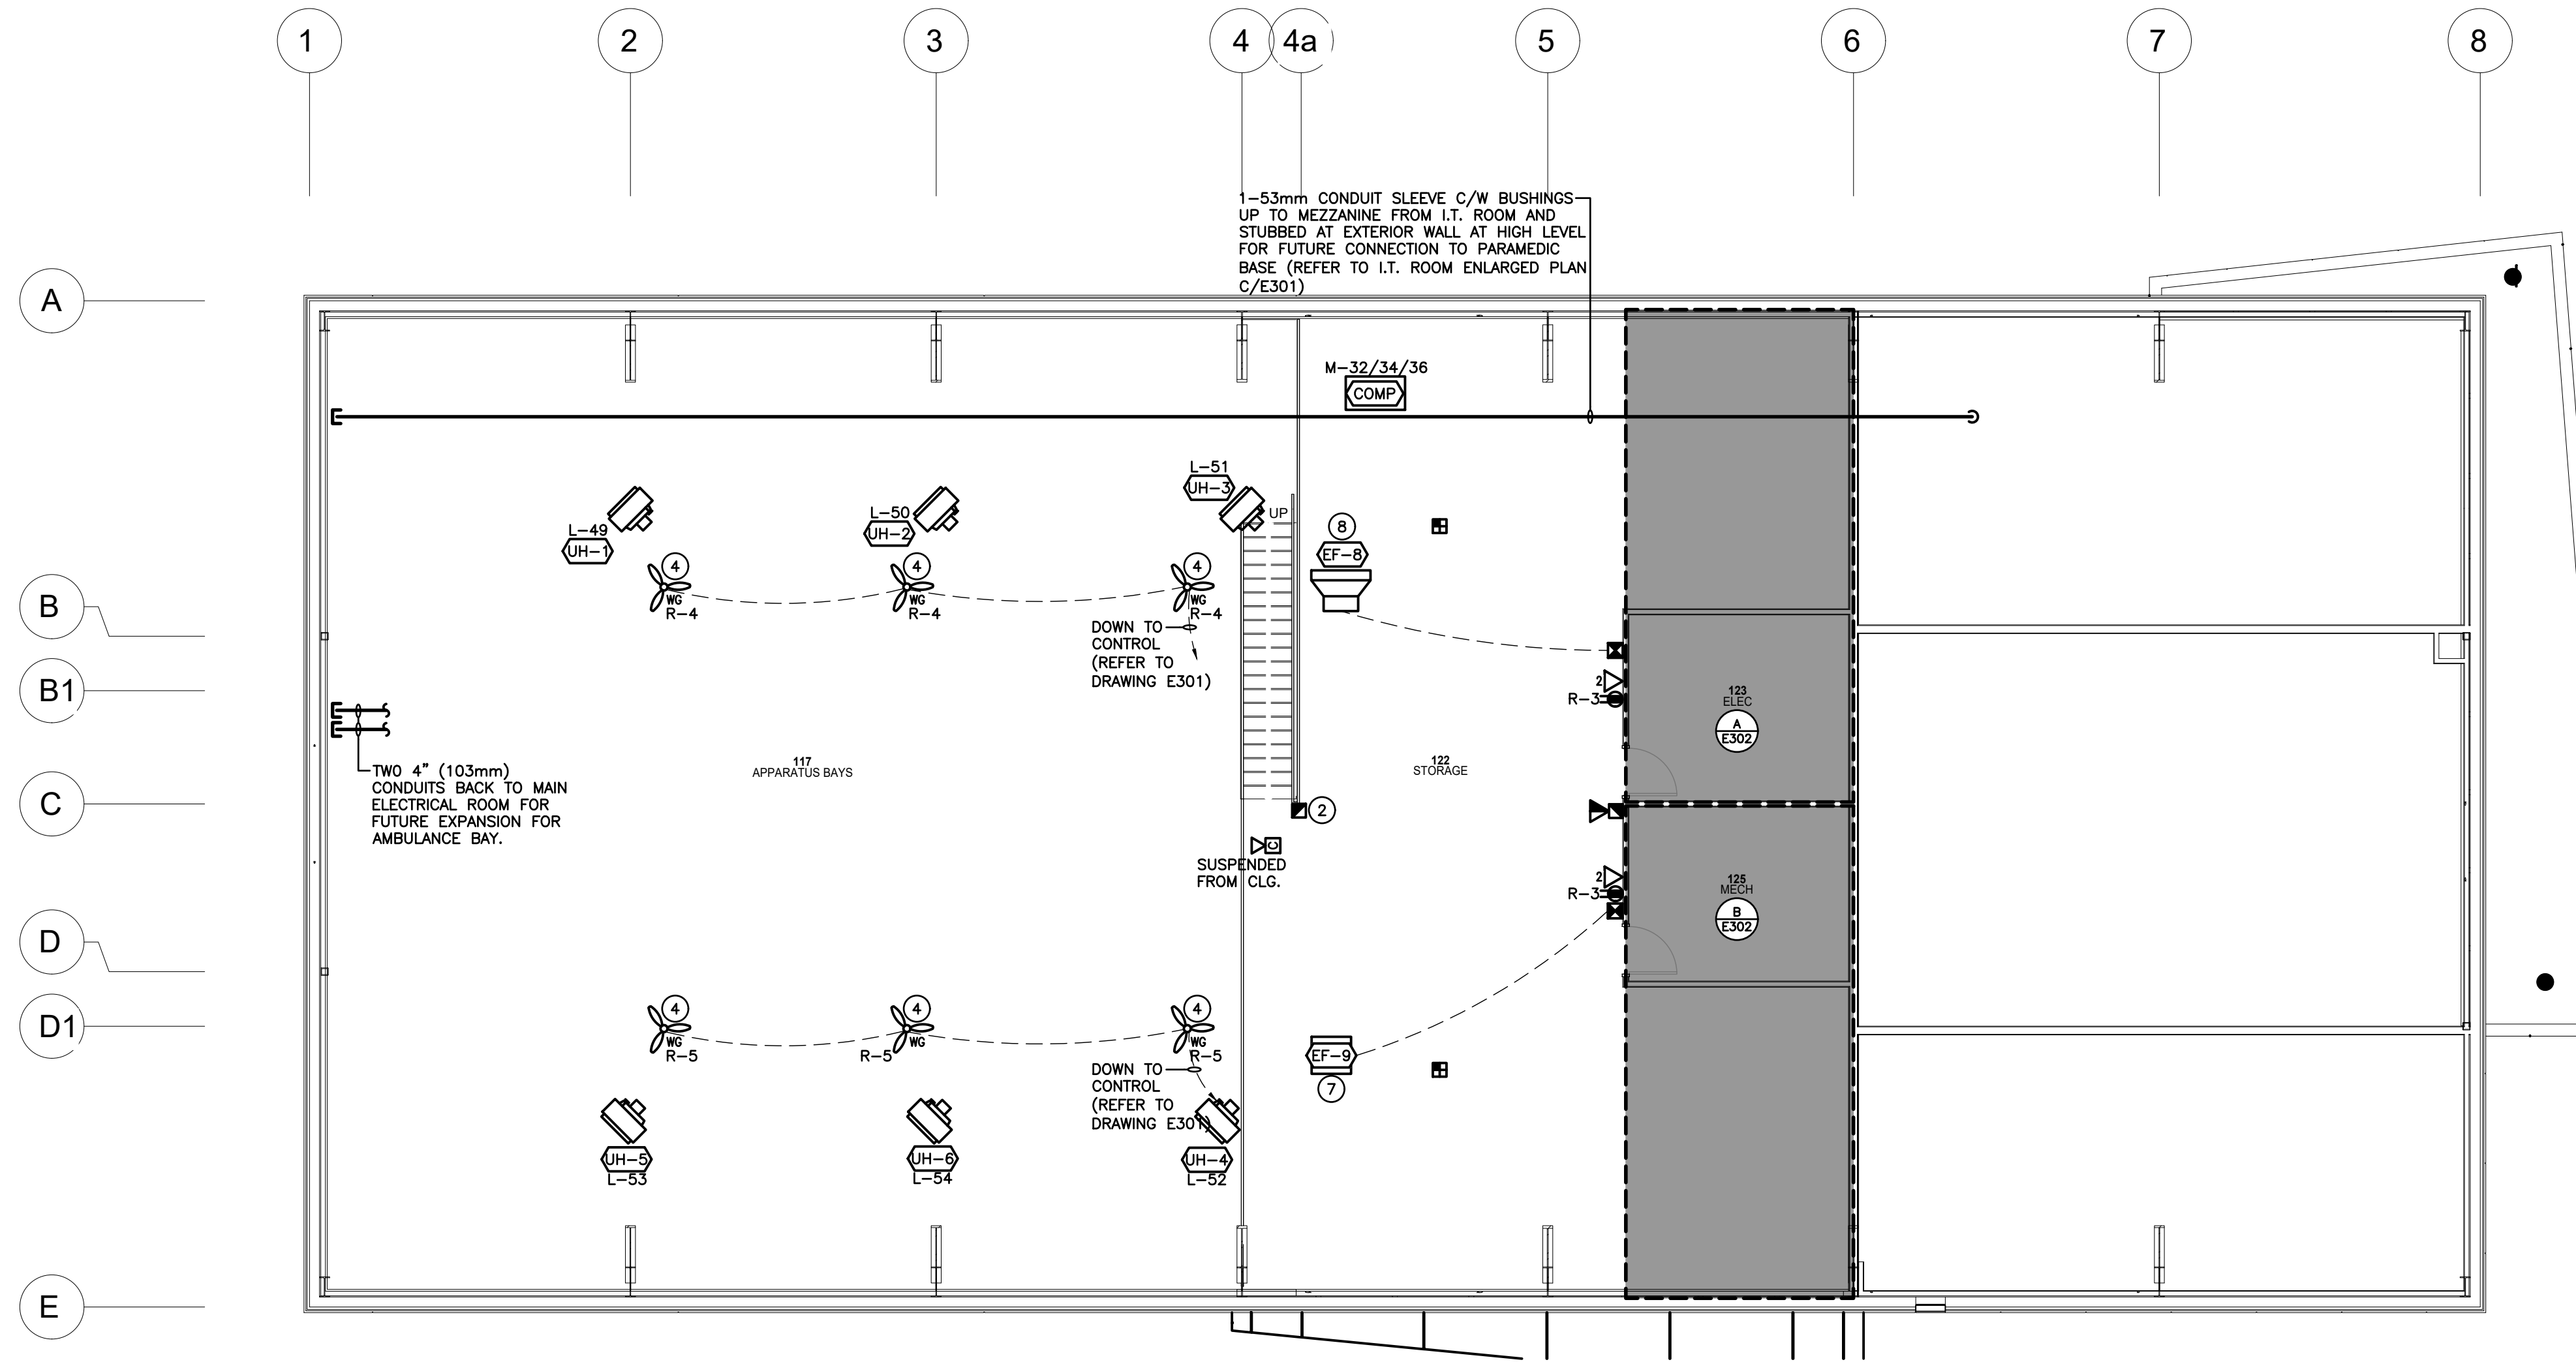 1 2 3 4 4a 5 6 7 8
A
B
B1
C
D
D1
E
1-53mm CONDUIT SLEEVE C/W BUSHINGS
UP TO MEZZANINE FROM I.T. ROOM AND
STUBBED AT EXTERIOR WALL AT HIGH LEVEL
FOR FUTURE CONNECTION TO PARAMEDIC
BASE (REFER TO I.T. ROOM ENLARGED PLAN
C/E301)
M-32/34/36
COMP
L-49
UH-1
L-50
UH-2
L-51
UH-3
UP
8
EF-8
4
WG
R-4
4
WG
R-4
4
WG
R-4
DOWN TO
CONTROL
(REFER TO
DRAWING E301)
TWO 4" (103mm)
CONDUITS BACK TO MAIN
ELECTRICAL ROOM FOR
FUTURE EXPANSION FOR
AMBULANCE BAY.
117
APPARATUS BAYS
122
STORAGE
2
R-3
123
ELEC
A
E302
2
C
SUSPENDED
FROM CLG.
2
R-3
125
MECH
B
E302
4
WG
R-5
4
WG
R-5
4
WG
R-5
DOWN TO
CONTROL
(REFER TO
DRAWING E301)
EF-9
7
UH-5
L-53
UH-6
L-54
UH-4
L-52